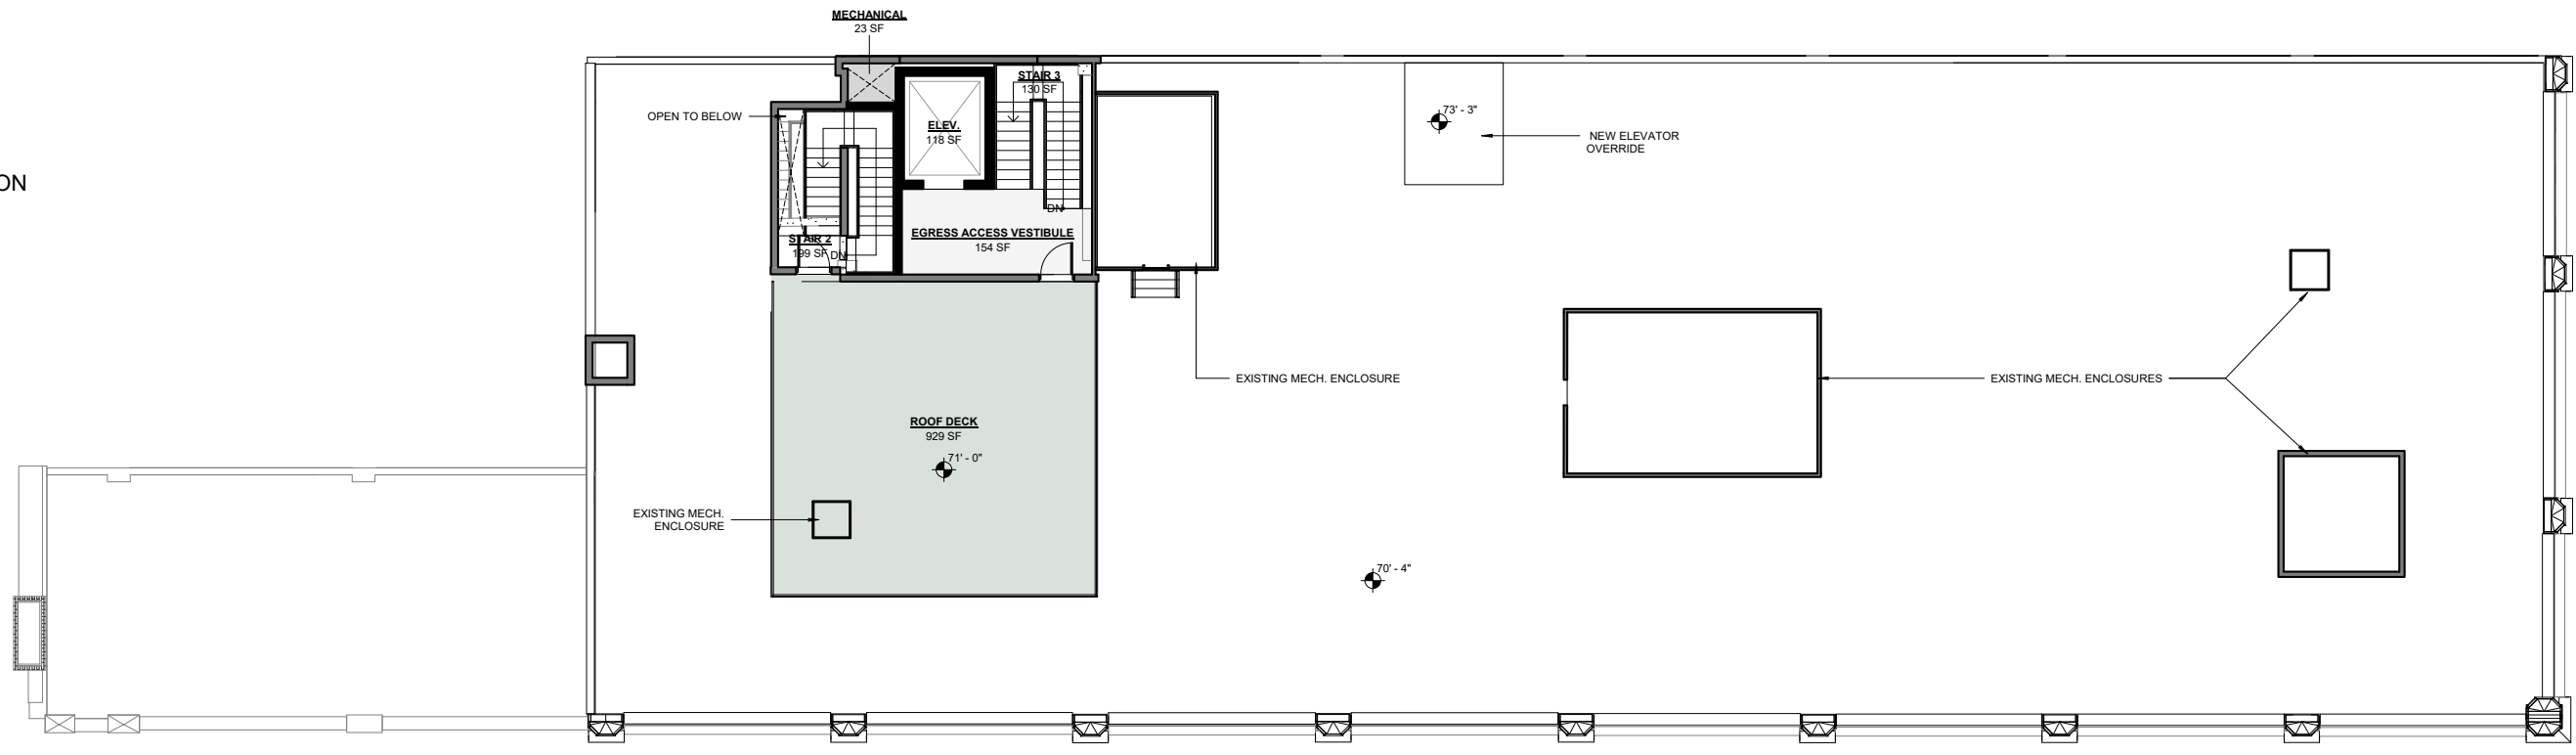 MECHANICAL
23 SF
OPEN TO BELOW
STAIR 3
130 SF
ELEV.
118 SF
73' - 3"
NEW ELEVATOR
OVERRIDE
ON
DN
STAIR 2
199 SF
DN
EGRESS ACCESS VESTIBULE
154 SF
EXISTING MECH. ENCLOSURE
EXISTING MECH. ENCLOSURES
ROOF DECK
929 SF
71' - 0"
EXISTING MECH.
ENCLOSURE
70' - 4"